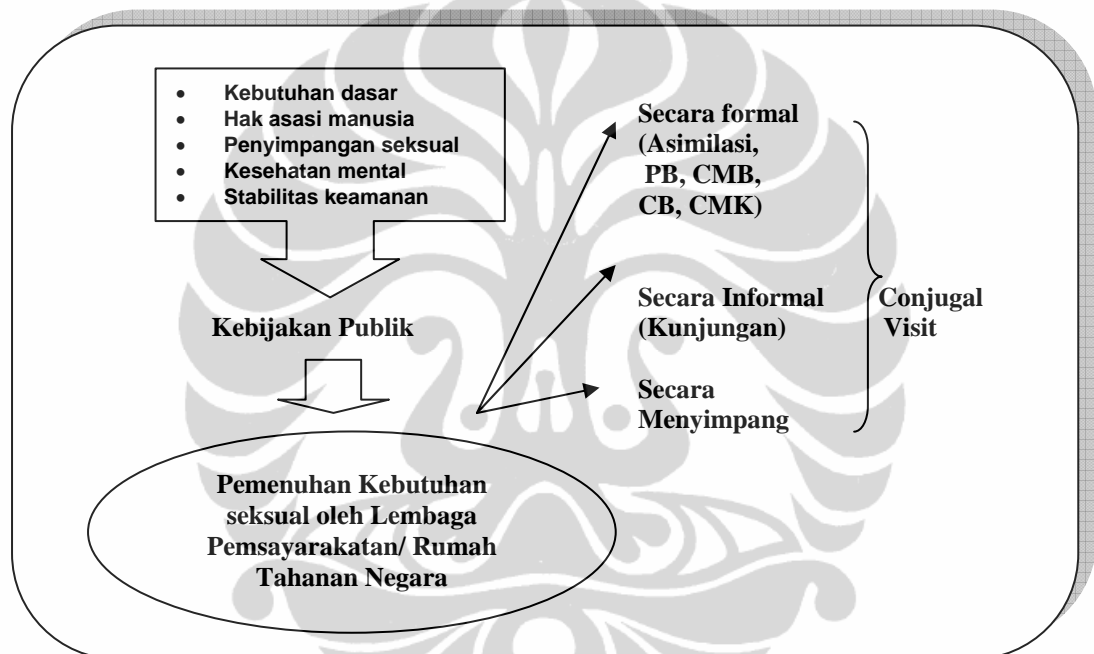 • Kebutuhan dasar
• Hak asasi manusia
• Penyimpangan seksual
• Kesehatan mental
• Stabilitas keamanan
Kebijakan Publik
Pemenuhan Kebutuhan
seksual oleh Lembaga
Pemsayarakatan/ Rumah
Tahanan Negara
Secara formal
(Asimilasi,
PB, CMB,
CB, CMK)
Secara Informal
(Kunjungan)
Secara
Menyimpang
Conjugal
Visit